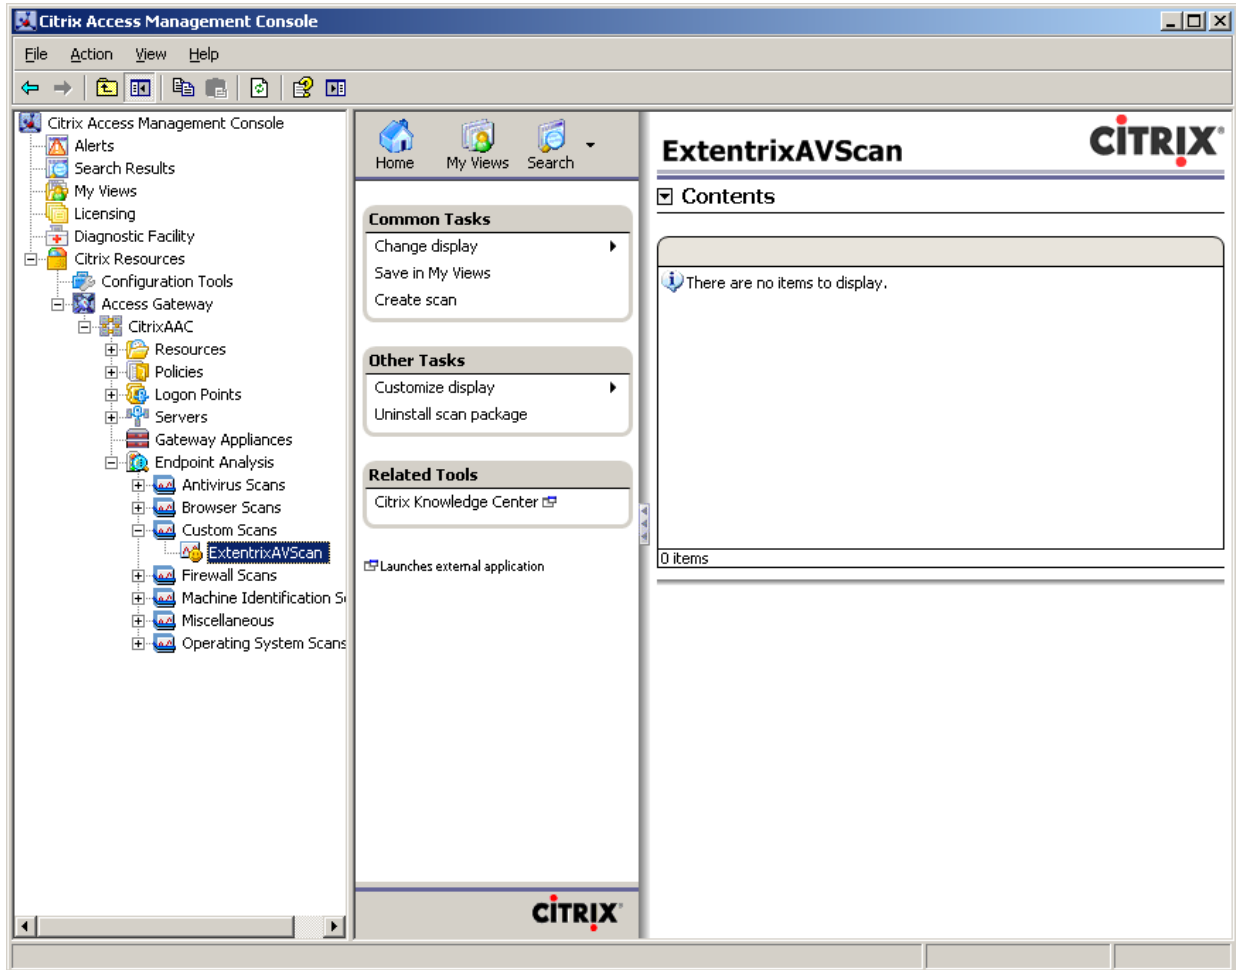 Citrix Access Management Console
File Action View Help
Citrix Access Management Console
Alerts
Search Results
My Views
Licensing
Diagnostic Facility
Citrix Resources
Configuration Tools
Access Gateway
CitrixAAC
Resources
Policies
Logon Points
Servers
Gateway Appliances
Endpoint Analysis
Antivirus Scans
Browser Scans
Custom Scans
ExtentrixAVScan
Firewall Scans
Machine Identification S
Miscellaneous
Operating System Scans
Home My Views Search
Common Tasks
Change display
Save in My Views
Create scan
Other Tasks
Customize display
Uninstall scan package
Related Tools
Citrix Knowledge Center
Launches external application
CITRIX
ExtentrixAVScan
CITRIX®
Contents
There are no items to display.
0 items